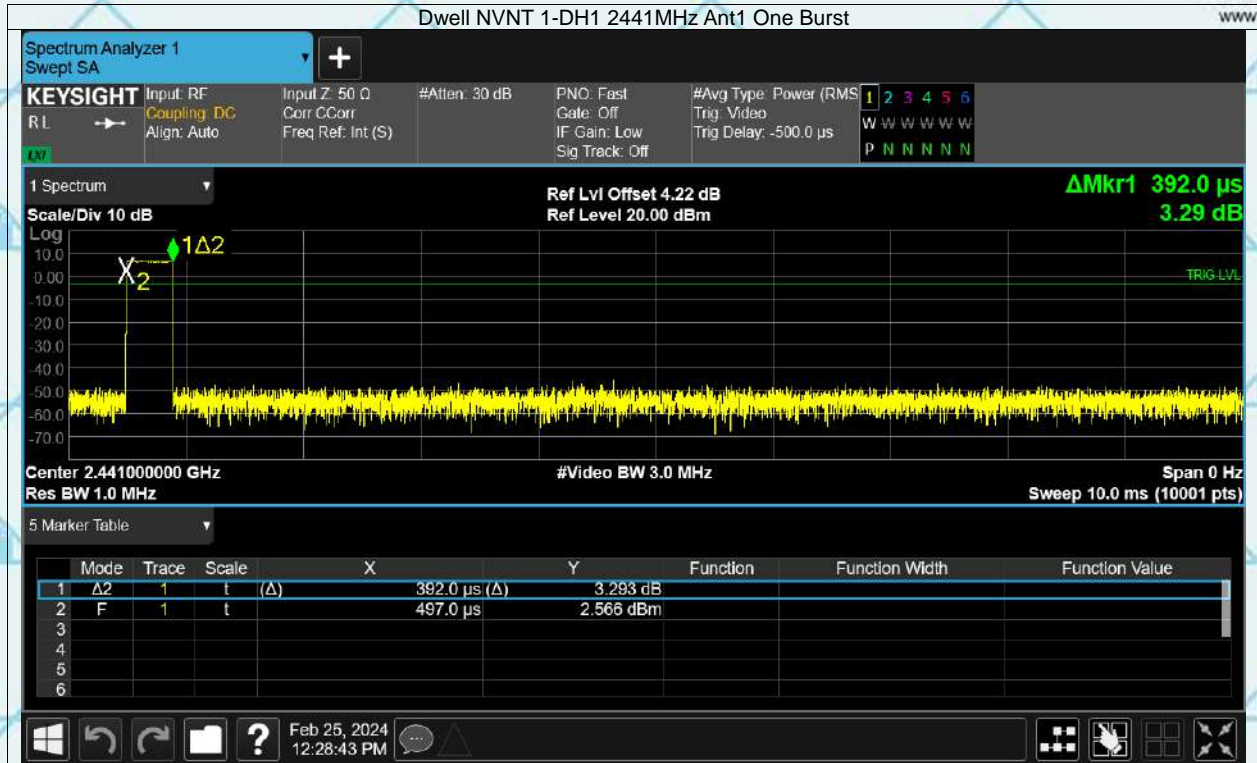 Dwell NVNT 1-DH1 2441MHz Ant1 One Burst
www
Spectrum Analyzer 1
Swept SA
+
KEYSIGHT
RL
LXI
Input: RF
Coupling: DC
Align: Auto
Input Z: 50 Ω
Corr CCorr
Freq Ref: Int (S)
#Atten: 30 dB
PNO: Fast
Gate: Off
IF Gain: Low
Sig Track: Off
#Avg Type: Power (RMS
Trig: Video
Trig Delay: -500.0 µs
1 2 3 4 5 6
W W W W W W
P N N N N N
1 Spectrum
Scale/Div 10 dB
Ref Lvl Offset 4.22 dB
Ref Level 20.00 dBm
ΔMkr1 392.0 µs
3.29 dB
Log
10.0
0.00
-10.0
-20.0
-30.0
-40.0
-50.0
-60.0
-70.0
1Δ2
X2
TRIG LVL
Center 2.441000000 GHz
Res BW 1.0 MHz
#Video BW 3.0 MHz
Span 0 Hz
Sweep 10.0 ms (10001 pts)
5 Marker Table
Mode Trace Scale X Y Function Function Width Function Value
1 Δ2 1 t (Δ) 392.0 µs (Δ) 3.293 dB
2 F 1 t 497.0 µs 2.566 dBm
3
4
5
6
?
Feb 25, 2024
12:28:43 PM